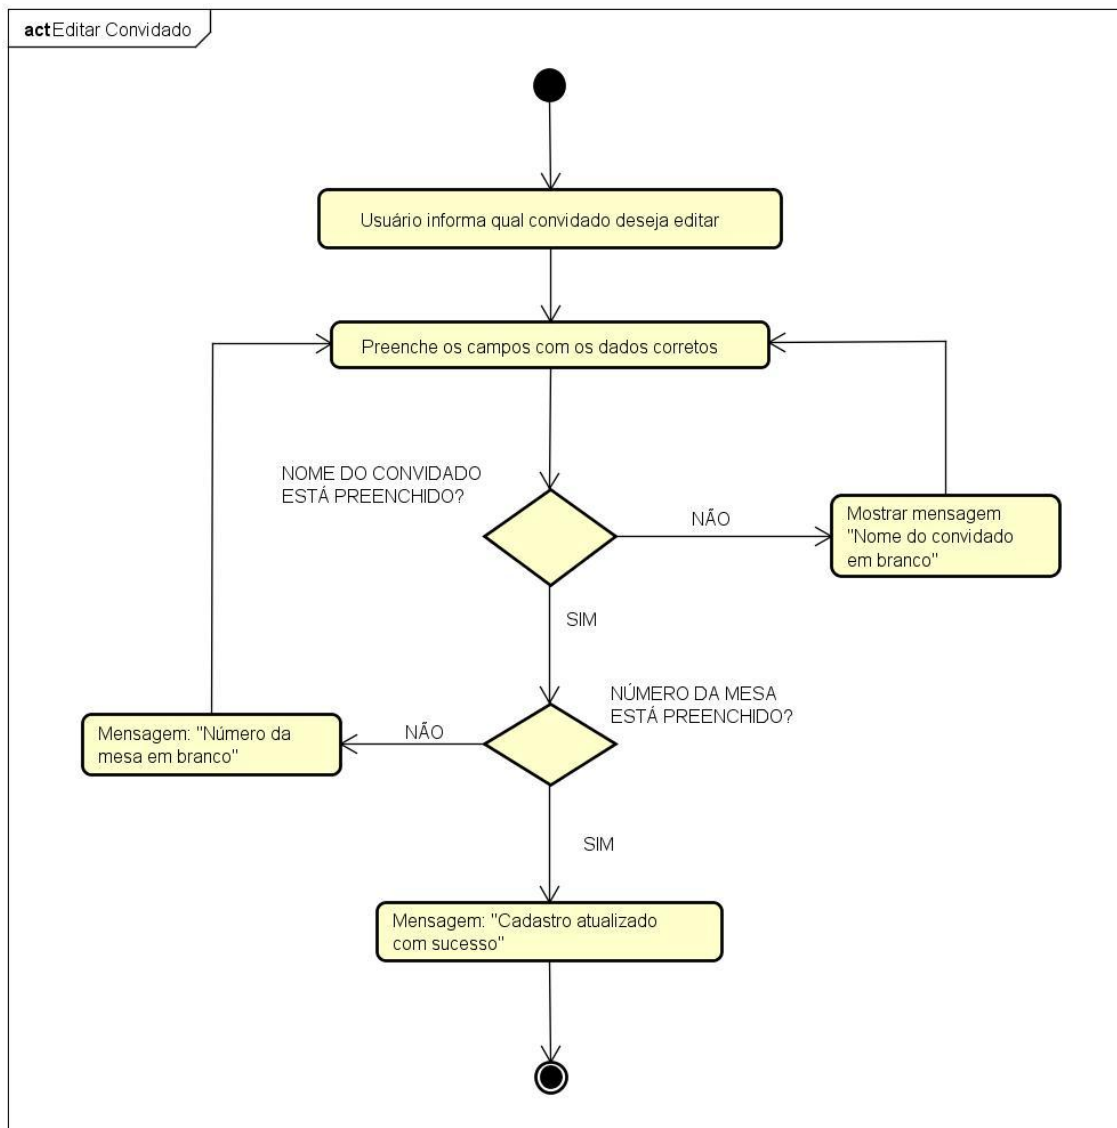 act Editar Convidado
Usuário informa qual convidado deseja editar
Preenche os campos com os dados corretos
NOME DO CONVIDADO
ESTÁ PREENCHIDO?
NÃO
Mostrar mensagem
"Nome do convidado
em branco"
SIM
NÚMERO DA MESA
ESTÁ PREENCHIDO?
NÃO
Mensagem: "Número da
mesa em branco"
SIM
Mensagem: "Cadastro atualizado
com sucesso"